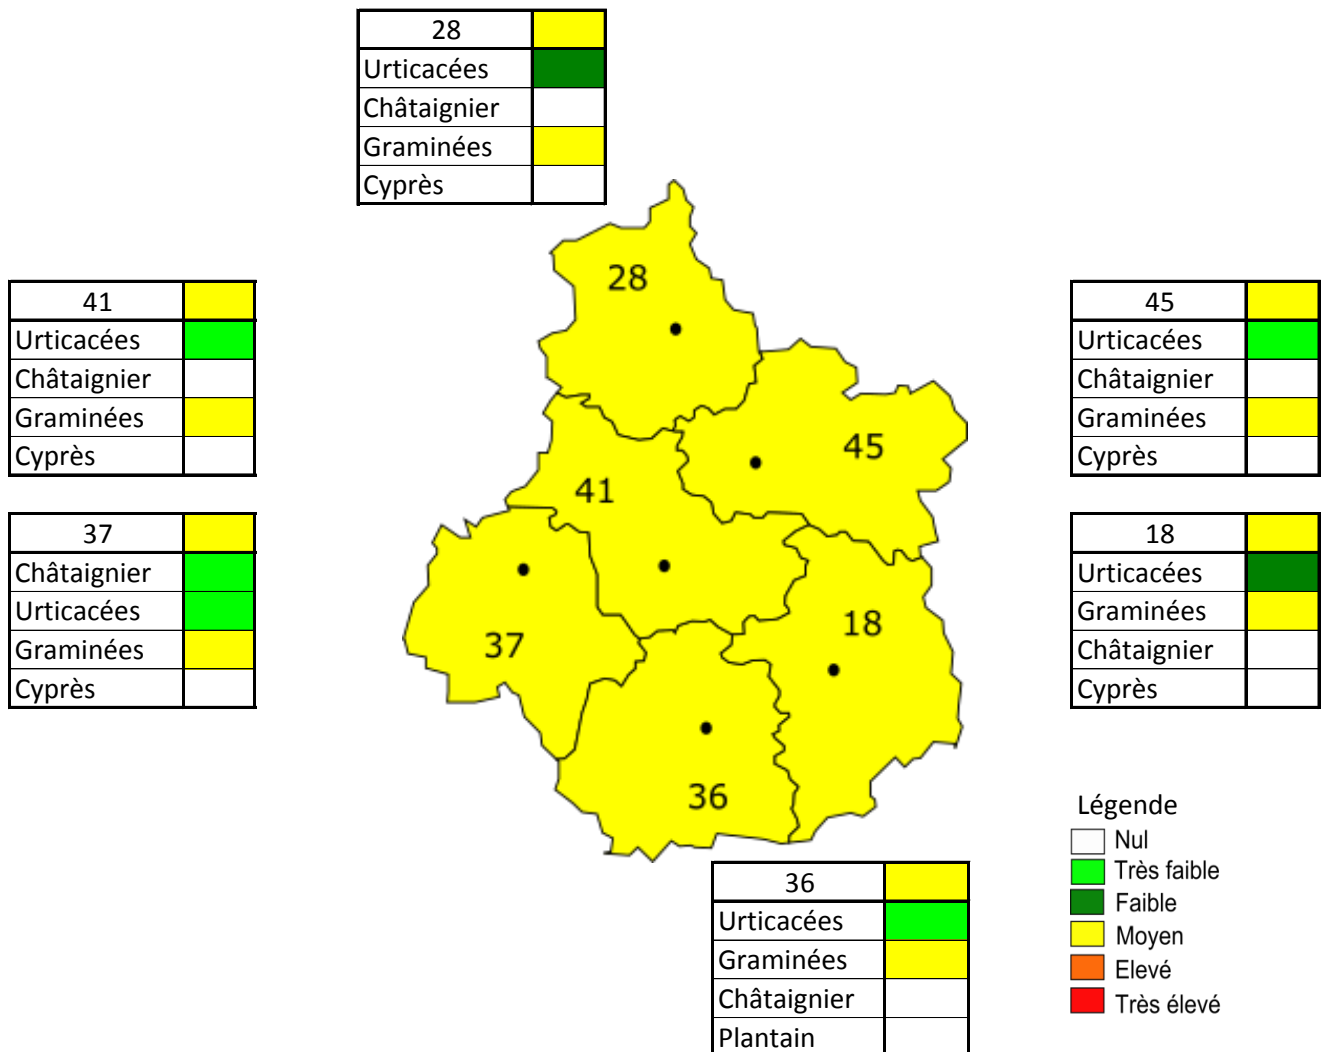 28
Urticacées
Châtaignier
Graminées
Cyprès
41
Urticacées
Châtaignier
Graminées
Cyprès
37
Châtaignier
Urticacées
Graminées
Cyprès
28
45
41
37
18
36
45
Urticacées
Châtaignier
Graminées
Cyprès
18
Urticacées
Graminées
Châtaignier
Cyprès
36
Urticacées
Graminées
Châtaignier
Plantain
Légende
Nul
Très faible
Faible
Moyen
Elevé
Très élevé